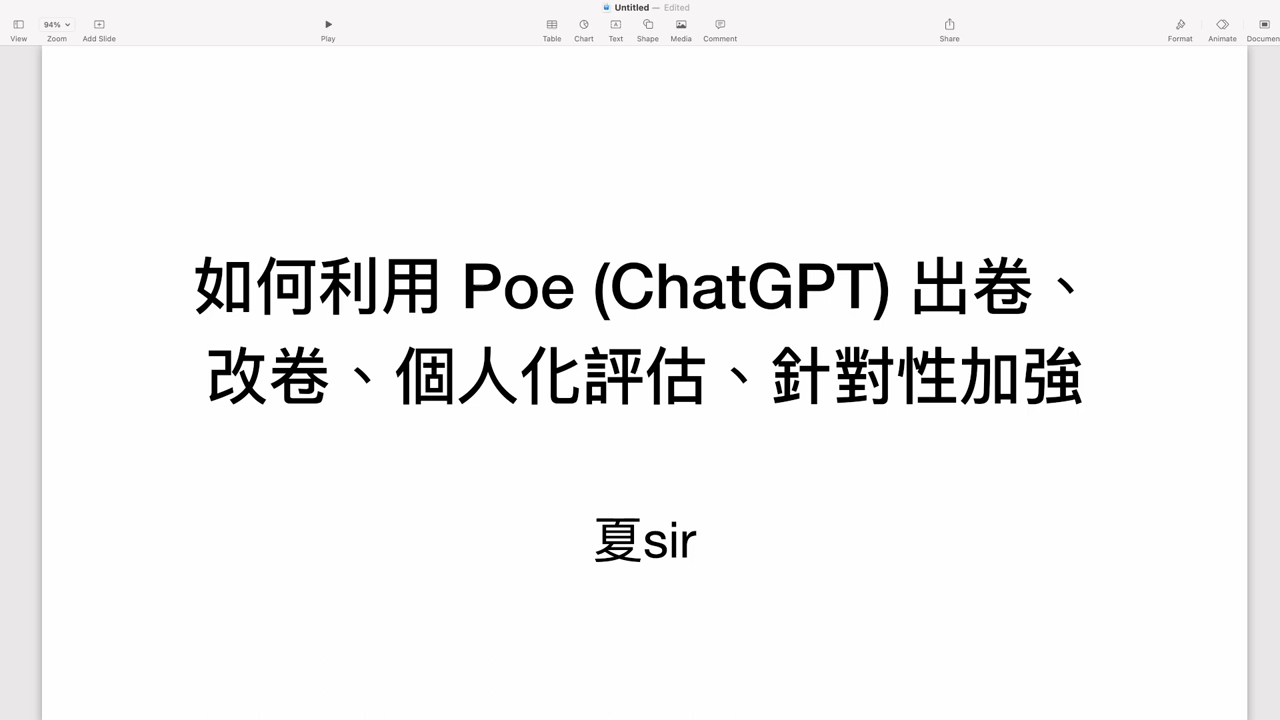 Untitled — Edited
94%
View
Zoom
Add Slide
Play
Table
Chart
Text
Shape
Media
Comment
Share
Format
Animate
Documen
如何利用 Poe (ChatGPT) 出卷、
改卷、個人化評估、針對性加強
夏sir